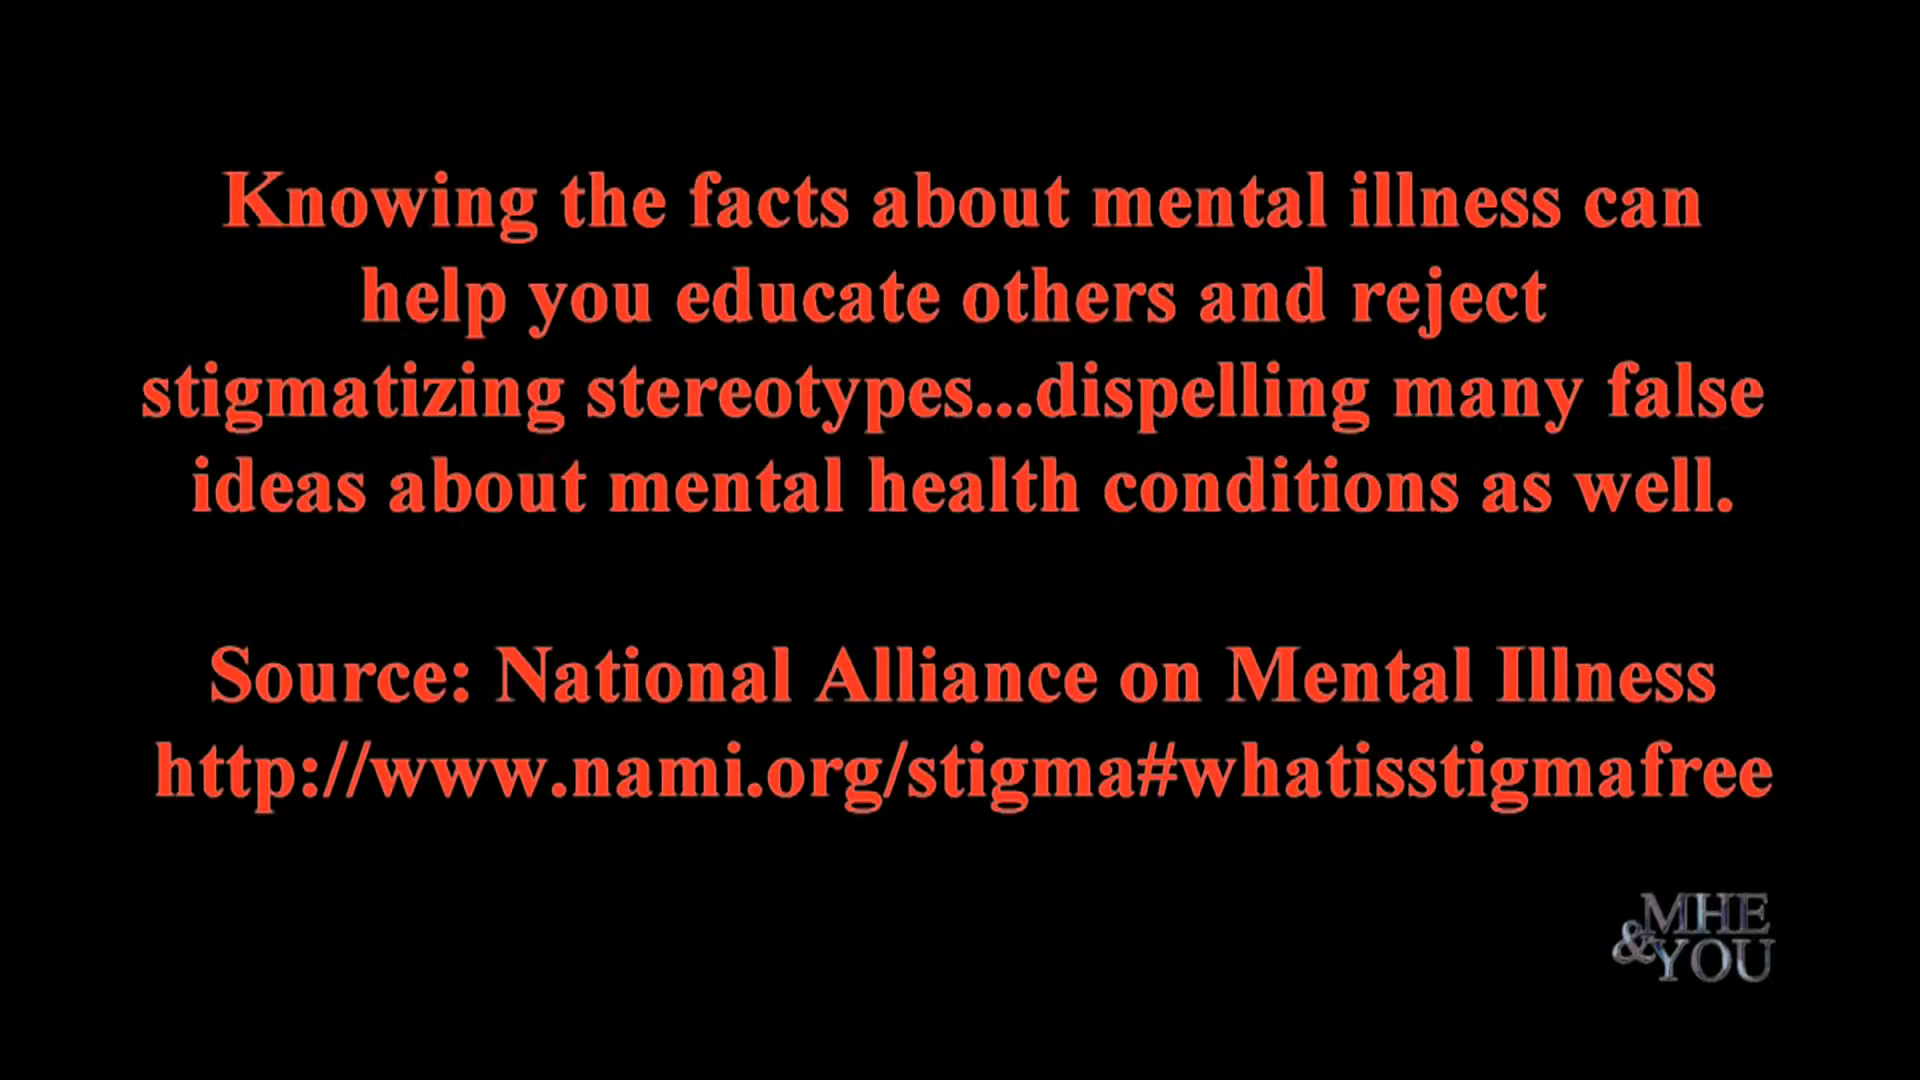 Knowing the facts about mental illness can
help you educate others and reject
stigmatizing stereotypes...dispelling many false
ideas about mental health conditions as well.
Source: National Alliance on Mental Illness
http://www.nami.org/stigma#whatisstigmafree
MHE
&YOU